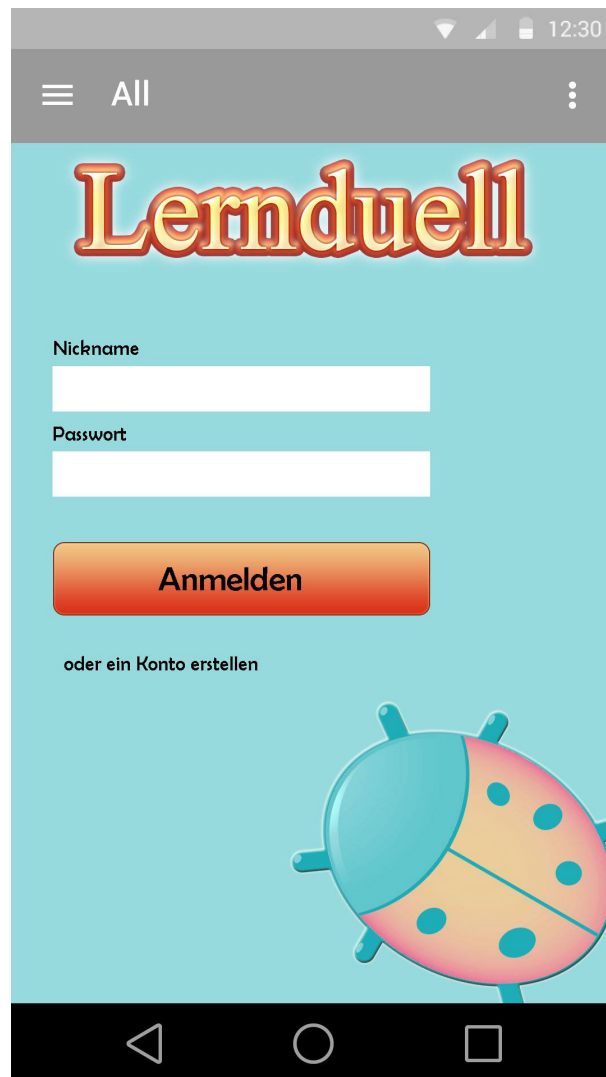 12:30
All
Lernduell
Nickname
Passwort
Anmelden
oder ein Konto erstellen